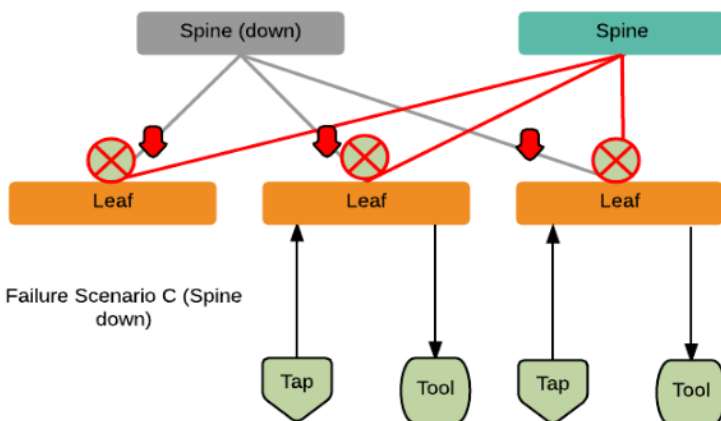 Spine (down)
Spine
Leaf
Leaf
Leaf
Failure Scenario C (Spine
down)
Tap
Tool
Tap
Tool